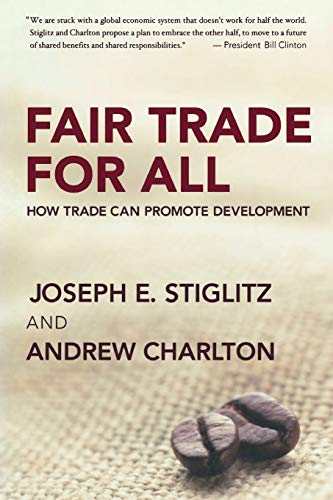 "We are stuck with a global economic system that doesn't work for half the world.
Stiglitz and Charlton propose a plan to embrace the other half, to move to a future
of shared benefits and shared responsibilities." — President Bill Clinton
FAIR TRADE
FOR ALL
HOW TRADE CAN PROMOTE DEVELOPMENT
JOSEPH E. STIGLITZ
AND
ANDREW CHARLTON